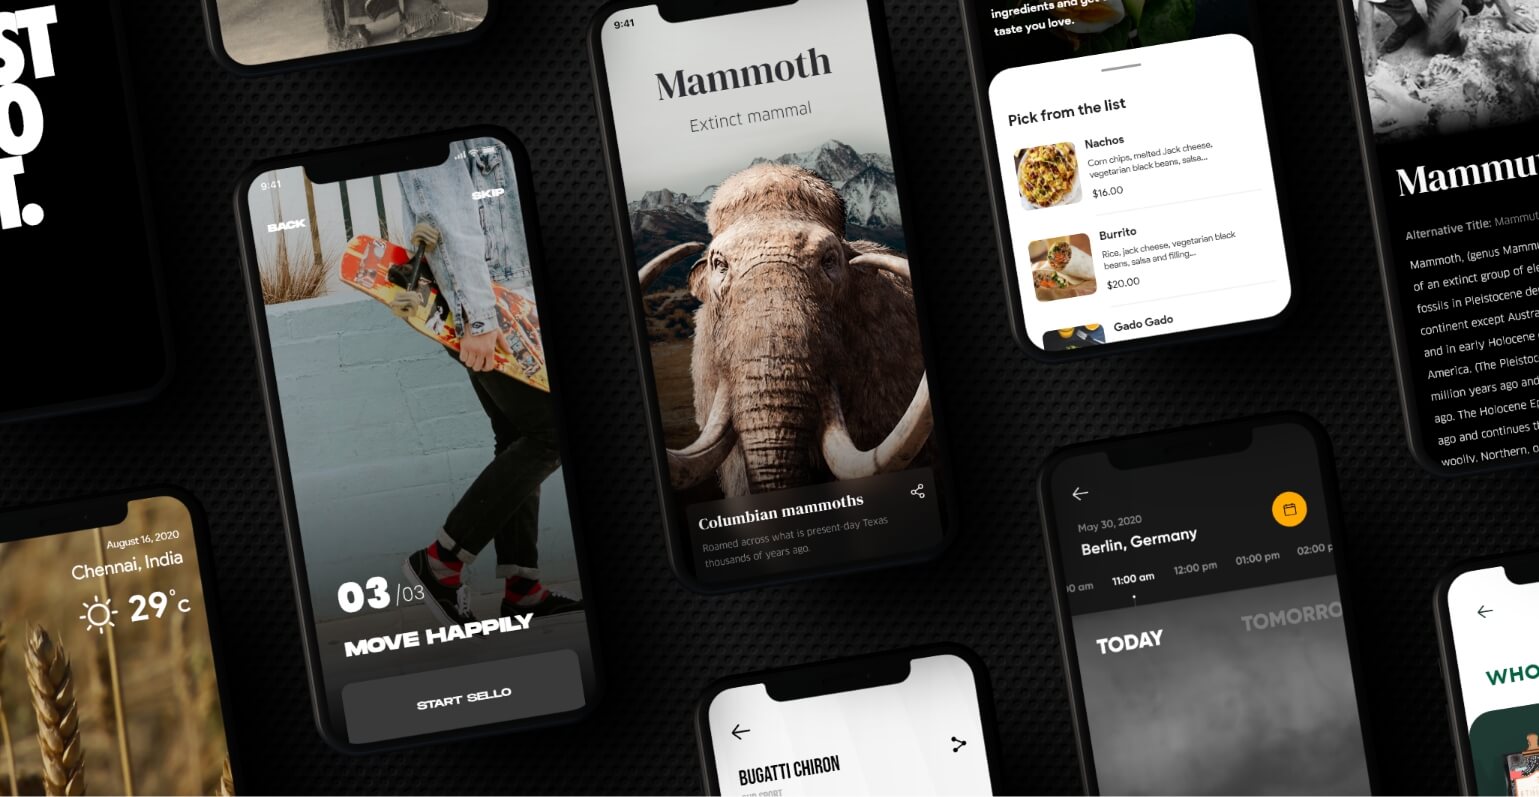 ST
O
T.
August 16, 2020
Chennai, India
29°c
9:41
BACK
SKIP
03/03
MOVE HAPPILY
START SELLO
9:41
Mammoth
Extinct mammal
Columbian mammoths
Roamed across what is present-day Texas
thousands of years ago.
BUGATTI CHIRON
ingredients and get
taste you love.
Pick from the list
Nachos
Corn chips, melted Jack cheese,
vegetarian black beans, salsa...
$16.00
Burrito
Rice, jack cheese, vegetarian black
beans, salsa and filling...
$20.00
Gado Gado
May 30, 2020
Berlin, Germany
00 am 11:00 am 12:00 pm 01:00 pm 02:00 p
TODAY TOMORRO
Mammu
Alternative Title: Mammut
Mammoth, (genus Mammu
of an extinct group of ele
fossils in Pleistocene de
continent except Austra
and in early Holocene
America. (The Pleistoc
million years ago and
ago. The Holocene Ep
ago and continues th
woolly, Northern, o
WHO